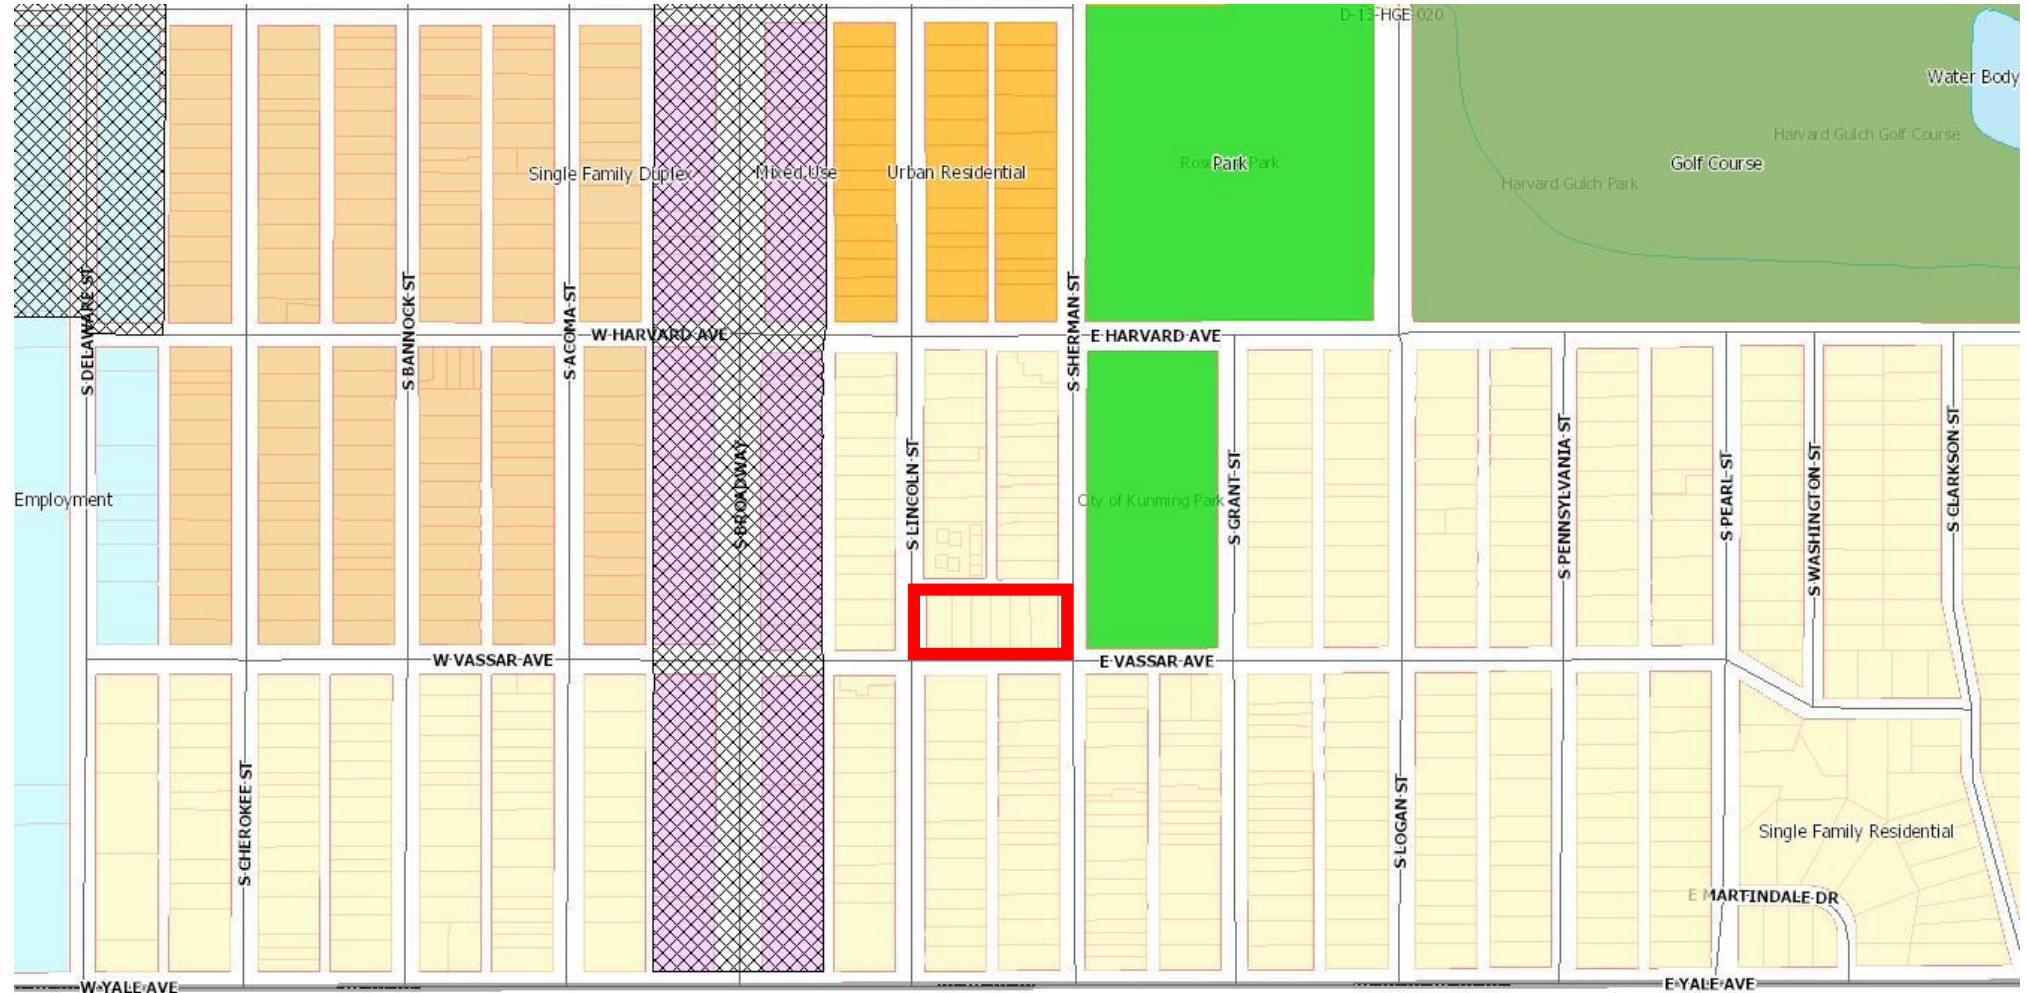 D-13-HGE-020
Water Body
Harvard Gulch Golf Course
Single Family Duplex
Mixed Use
Urban Residential
Park
Golf Course
Harvard Gulch Park
S DELAWARE ST
S BANNOCK ST
S ACOMA ST
W HARVARD AVE
S SHERMAN ST
E HARVARD AVE
Employment
S BROADWAY
S LINCOLN ST
City of Kunming Park
S GRANT ST
S PENNSYLVANIA ST
S PEARL ST
S WASHINGTON ST
S CLARKSON ST
W VASSAR AVE
E VASSAR AVE
S CHEROKEE ST
S LOGAN ST
Single Family Residential
E MARTINDALE DR
W YALE AVE
E YALE AVE